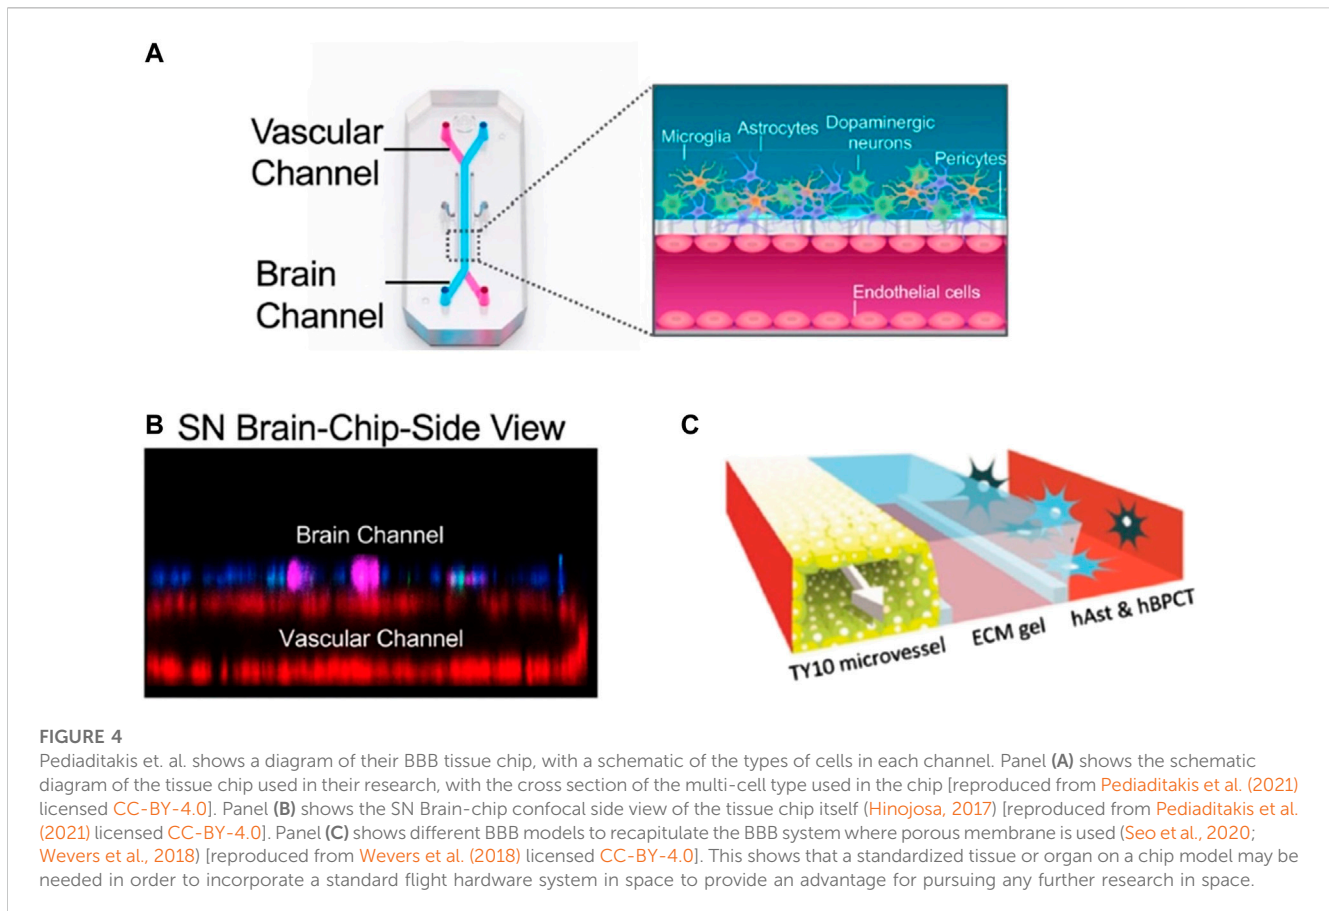 A
Vascular
Channel
Brain
Channel
Microglia
Astrocytes
Dopaminergic
neurons
Pericytes
Endothelial cells
B
SN Brain-Chip-Side View
Brain Channel
Vascular Channel
C
TY10 microvessel
ECM gel
hAst & hBPCT
FIGURE 4
Pediaditakis et. al. shows a diagram of their BBB tissue chip, with a schematic of the types of cells in each channel. Panel (A) shows the schematic
diagram of the tissue chip used in their research, with the cross section of the multi-cell type used in the chip [reproduced from Pediaditakis et al. (2021)
licensed CC-BY-4.0]. Panel (B) shows the SN Brain-chip confocal side view of the tissue chip itself (Hinojosa, 2017) [reproduced from Pediaditakis et al.
(2021) licensed CC-BY-4.0]. Panel (C) shows different BBB models to recapitulate the BBB system where porous membrane is used (Seo et al., 2020;
Wevers et al., 2018) [reproduced from Wevers et al. (2018) licensed CC-BY-4.0]. This shows that a standardized tissue or organ on a chip model may be
needed in order to incorporate a standard flight hardware system in space to provide an advantage for pursuing any further research in space.